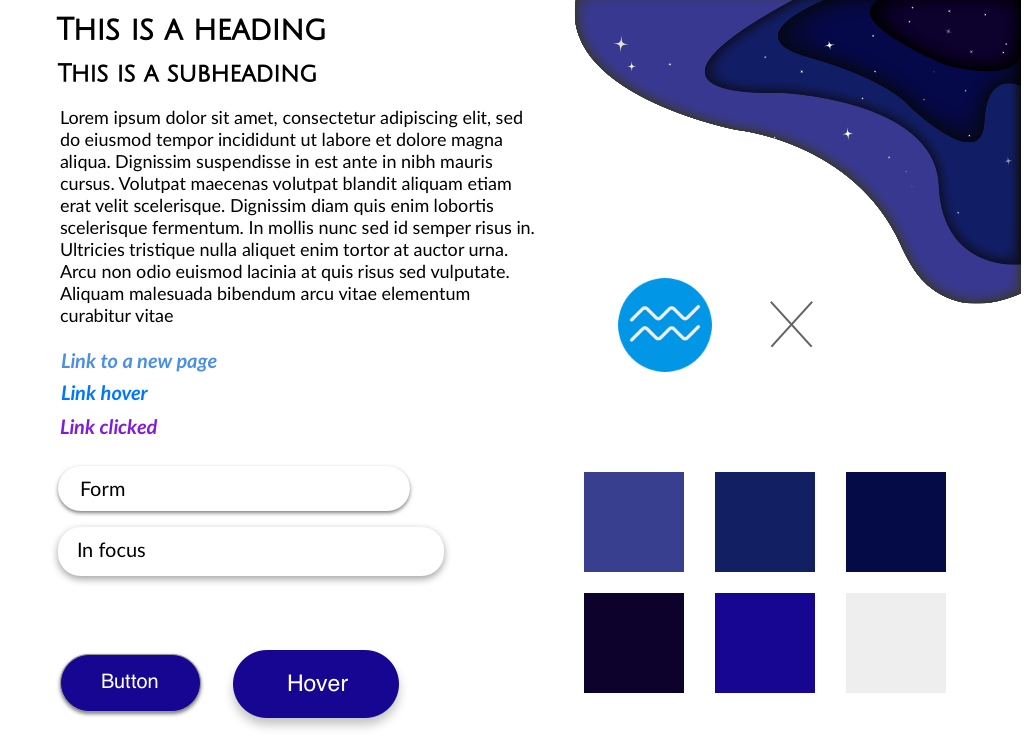 THIS IS A HEADING
THIS IS A SUBHEADING
Lorem ipsum dolor sit amet, consectetur adipiscing elit, sed
do eiusmod tempor incididunt ut labore et dolore magna
aliqua. Dignissim suspendisse in est ante in nibh mauris
cursus. Volutpat maecenas volutpat blandit aliquam etiam
erat velit scelerisque. Dignissim diam quis enim lobortis
scelerisque fermentum. In mollis nunc sed id semper risus in.
Ultricies tristique nulla aliquet enim tortor at auctor urna.
Arcu non odio euismod lacinia at quis risus sed vulputate.
Aliquam malesuada bibendum arcu vitae elementum
curabitur vitae
Link to a new page
Link hover
Link clicked
Form
In focus
Button
Hover